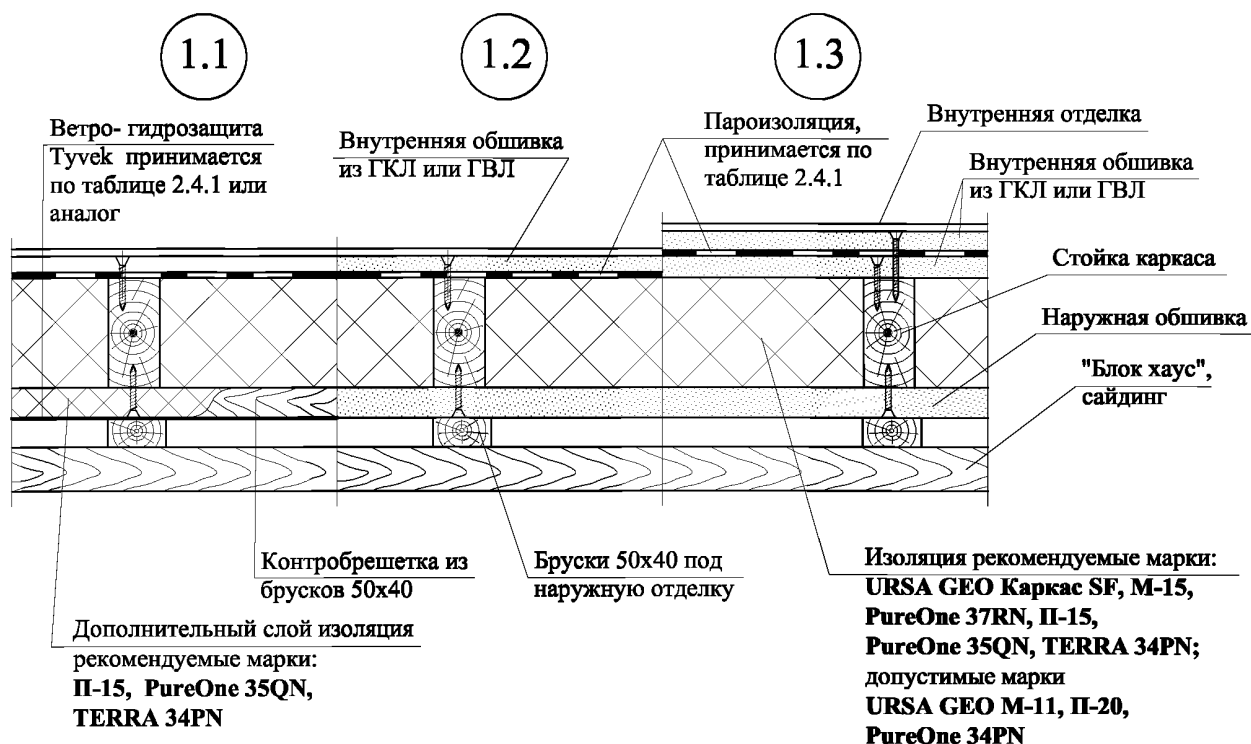 1.1
1.2
1.3
Ветро- гидрозащита
Tyvek принимается
по таблице 2.4.1 или
аналог
Внутренняя обшивка
из ГКЛ или ГВЛ
Пароизоляция,
принимается по
таблице 2.4.1
Внутренняя отделка
Внутренняя обшивка
из ГКЛ или ГВЛ
Стойка каркаса
Наружная обшивка
"Блок хаус",
сайдинг
Контробрешетка из
брусков 50x40
Бруски 50x40 под
наружную отделку
Дополнительный слой изоляция
рекомендуемые марки:
П-15, PureOne 35QN,
TERRA 34PN
Изоляция рекомендуемые марки:
URSA GEO Каркас SF, М-15,
PureOne 37RN, П-15,
PureOne 35QN, TERRA 34PN;
допустимые марки
URSA GEO М-11, П-20,
PureOne 34PN